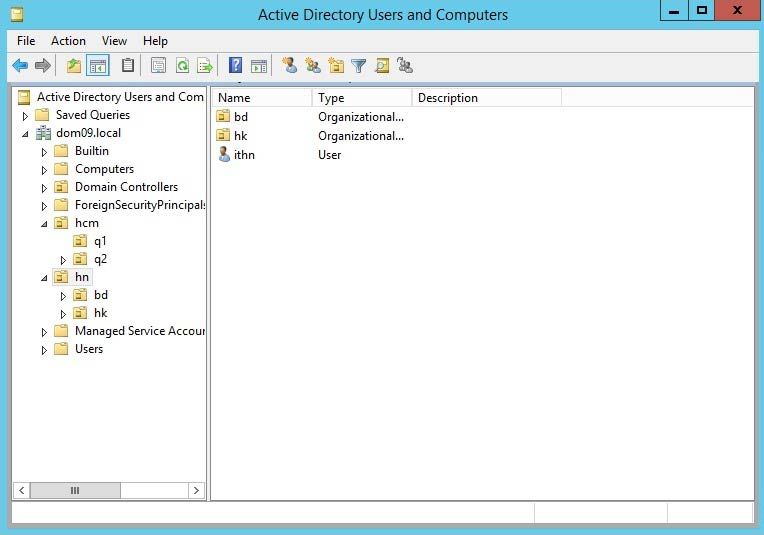 Active Directory Users and Computers
File Action View Help
Active Directory Users and Com
Saved Queries
dom09.local
Builtin
Computers
Domain Controllers
ForeignSecurityPrincipals
hcm
q1
q2
hn
bd
hk
Managed Service Accour
Users
Name Type Description
bd Organizational...
hk Organizational...
ithn User